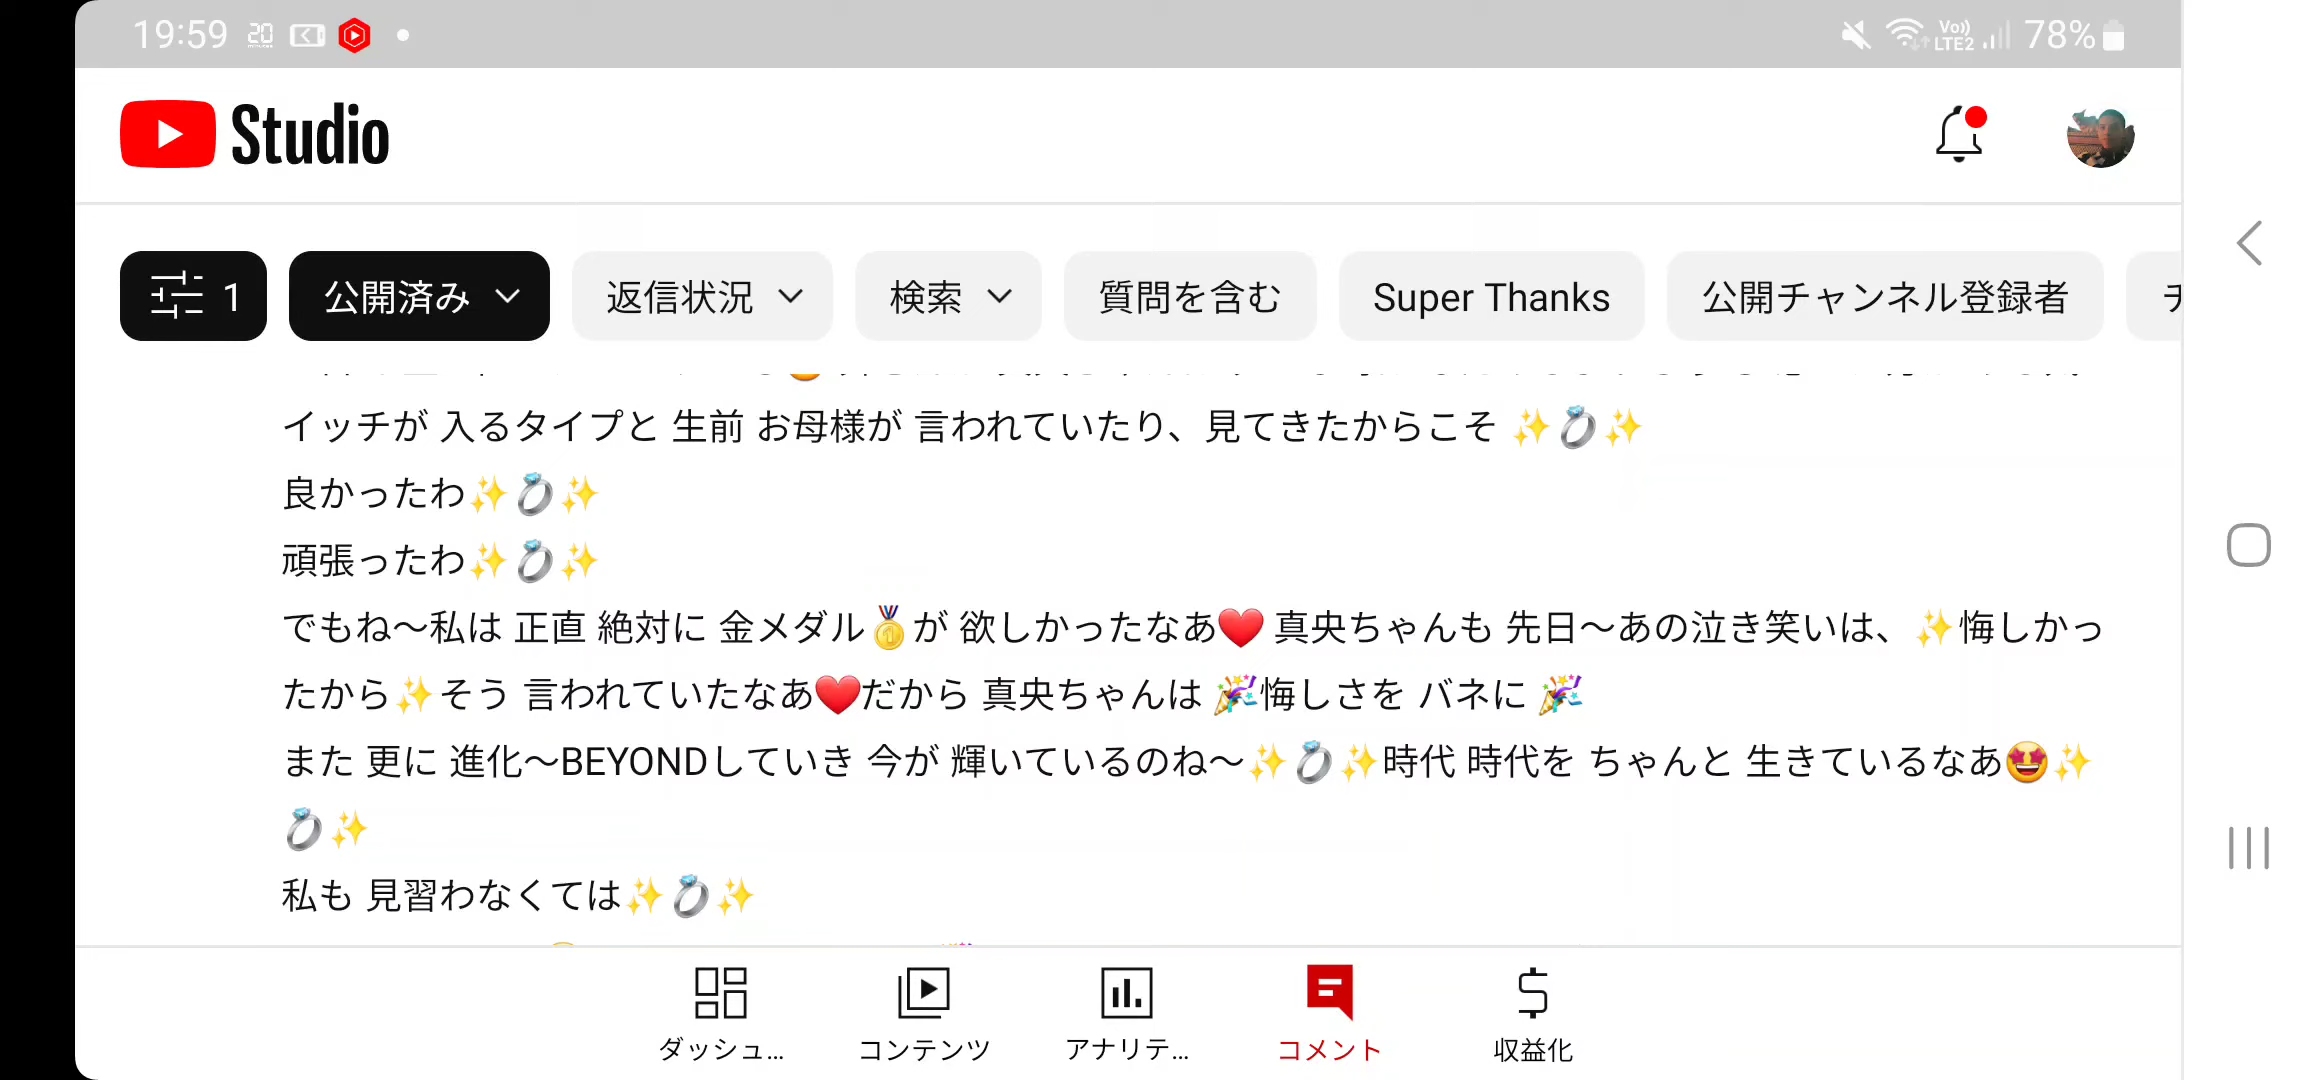 19:59 20 Vo)) LTE2 78%
Studio
1 公開済み 返信状況 検索 質問を含む Super Thanks 公開チャンネル登録者
イッチが 入るタイプと 生前 お母様が 言われていたり、見てきたからこそ ✨💍✨
良かったわ✨💍✨
頑張ったわ✨💍✨
でもね〜私は 正直 絶対に 金メダル🥇が 欲しかったなあ❤️ 真央ちゃんも 先日〜あの泣き笑いは、✨悔しかっ
たから✨そう 言われていたなあ❤️だから 真央ちゃんは 🎉悔しさを バネに 🎉
また 更に 進化〜BEYONDしていき 今が 輝いているのね〜✨💍✨時代 時代を ちゃんと 生きているなあ🤩✨
💍✨
私も 見習わなくては✨💍✨
ダッシュ... コンテンツ アナリテ... コメント 収益化